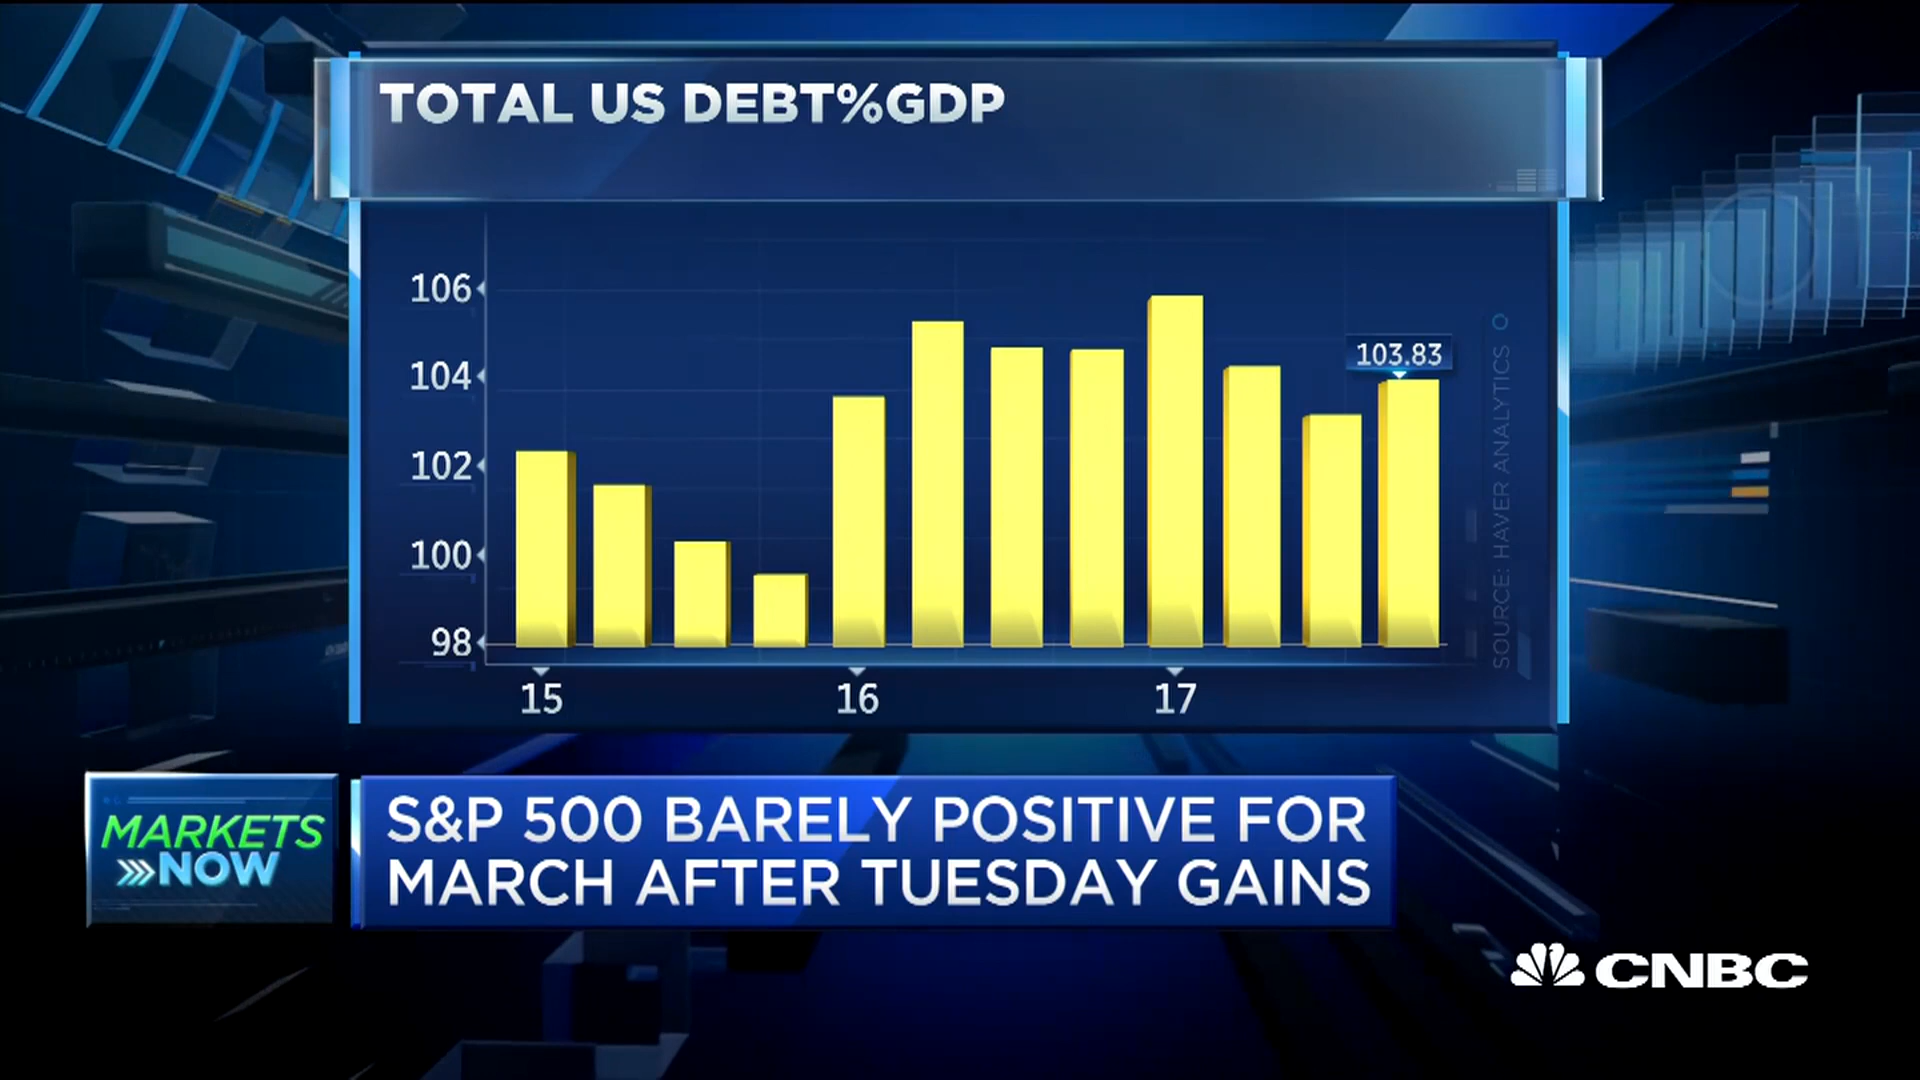 TOTAL US DEBT%GDP
106
104
102
100
98
103.83
15
16
17
SOURCE: HAVER ANALYTICS
MARKETS
NOW
S&P 500 BARELY POSITIVE FOR
MARCH AFTER TUESDAY GAINS
CNBC